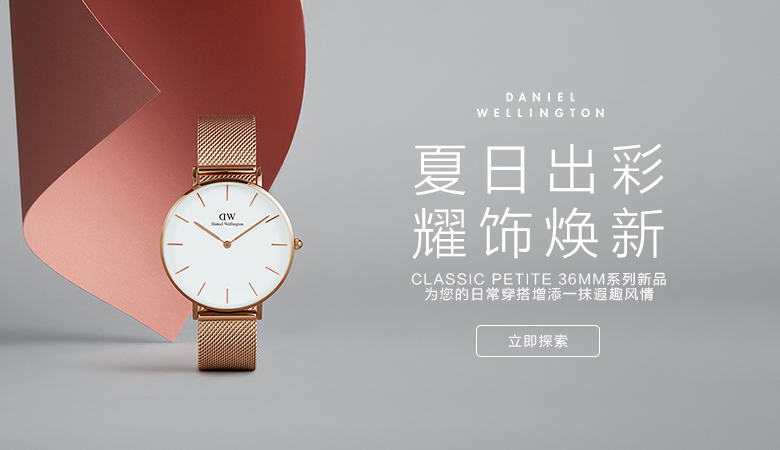 DW
Daniel Wellington
DANIEL
WELLINGTON
夏日出彩
耀饰焕新
CLASSIC PETITE 36MM系列新品
为您的日常穿搭增添一抹遐趣风情
立即探索